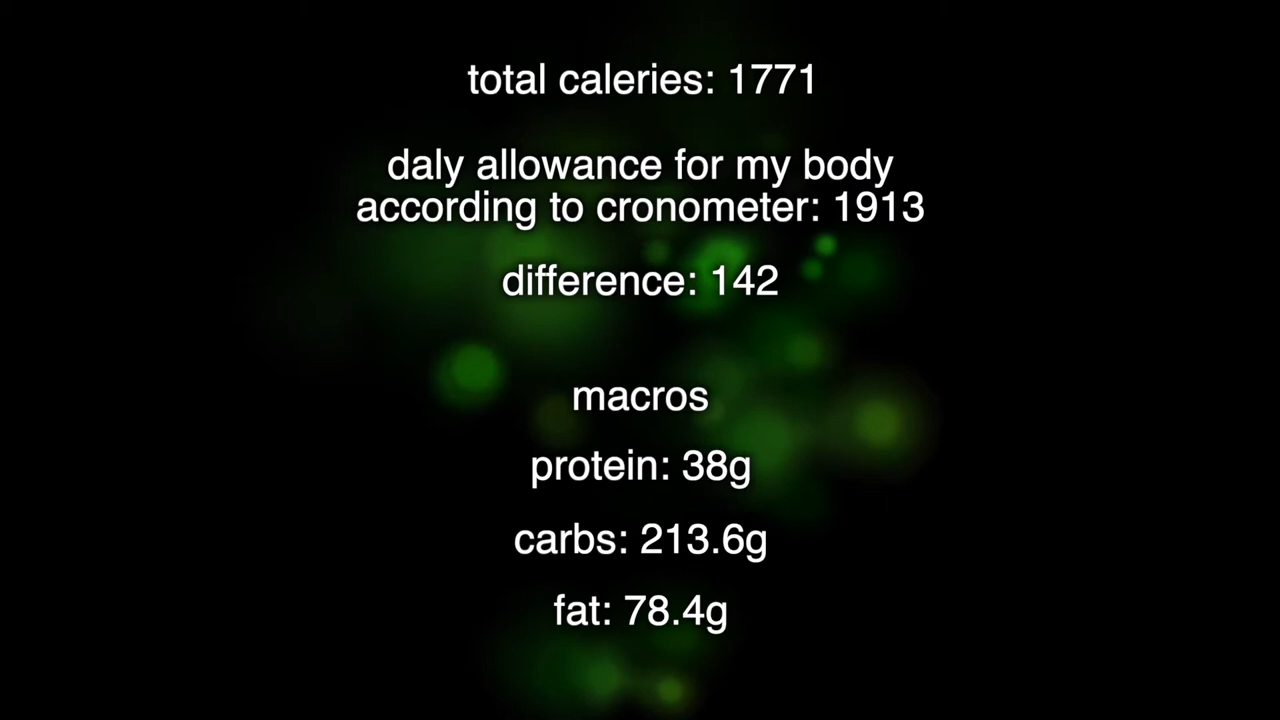 total caleries: 1771
daly allowance for my body
according to cronometer: 1913
difference: 142
macros
protein: 38g
carbs: 213.6g
fat: 78.4g